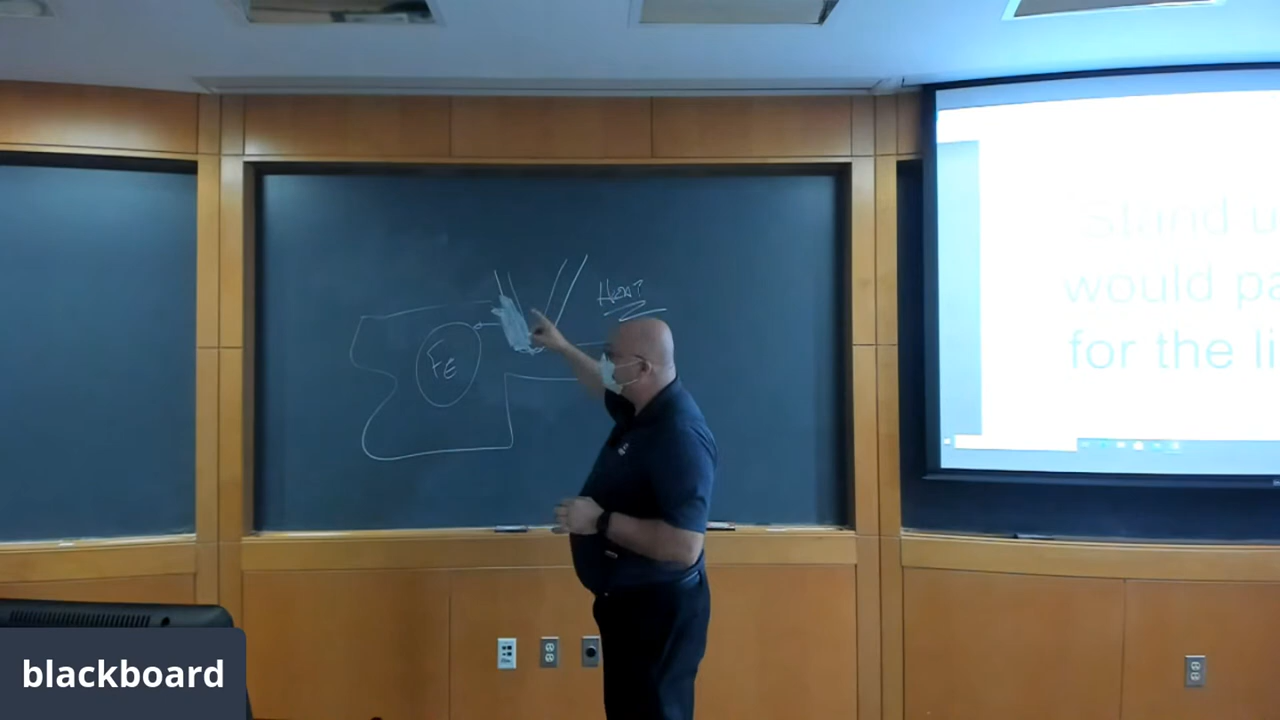 Heat?
Fe
Stand u
would pa
for the li
blackboard